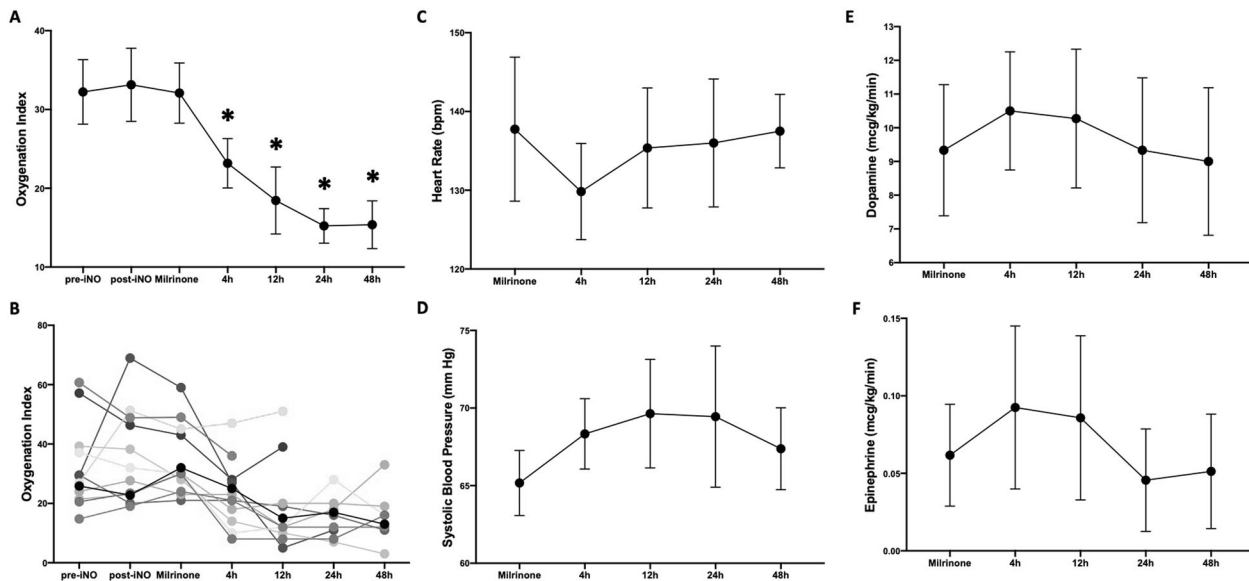 A
Oxygenation Index
40
30
20
10
pre-iNO post-iNO Milrinone 4h 12h 24h 48h
* * * *
B
Oxygenation Index
80
60
40
20
0
pre-iNO post-iNO Milrinone 4h 12h 24h 48h
C
Heart Rate (bpm)
150
140
130
120
Milrinone 4h 12h 24h 48h
D
Systolic Blood Pressure (mm Hg)
75
70
65
60
Milrinone 4h 12h 24h 48h
E
Dopamine (mcg/kg/min)
13
12
11
10
9
8
7
6
Milrinone 4h 12h 24h 48h
F
Epinephrine (mcg/kg/min)
0.15
0.10
0.05
0.00
Milrinone 4h 12h 24h 48h